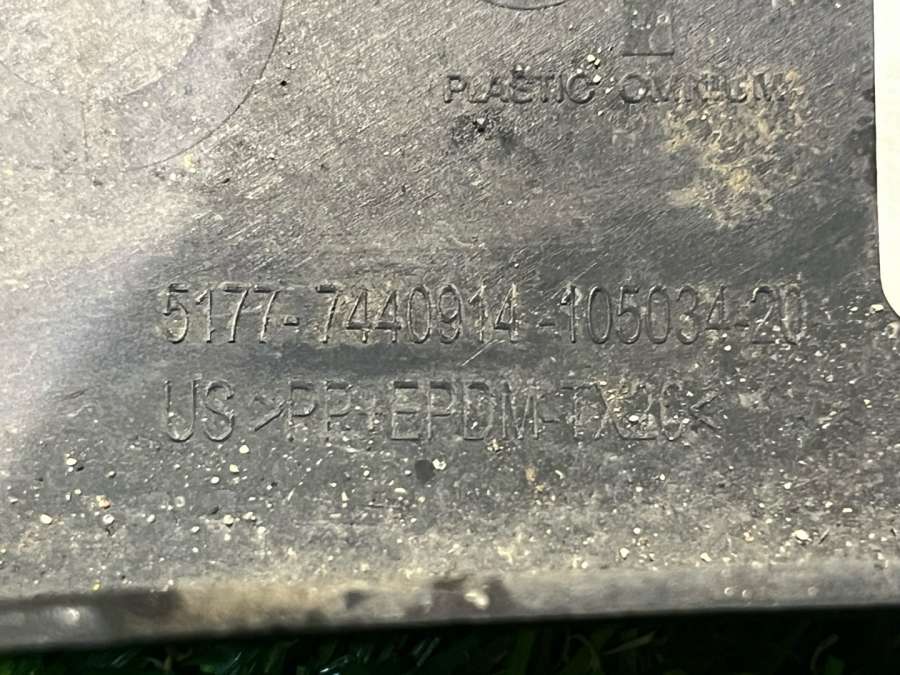 PLASTIC OMNIUM
5177-7440914-105034-20
US >PP+EPDM-TX20<